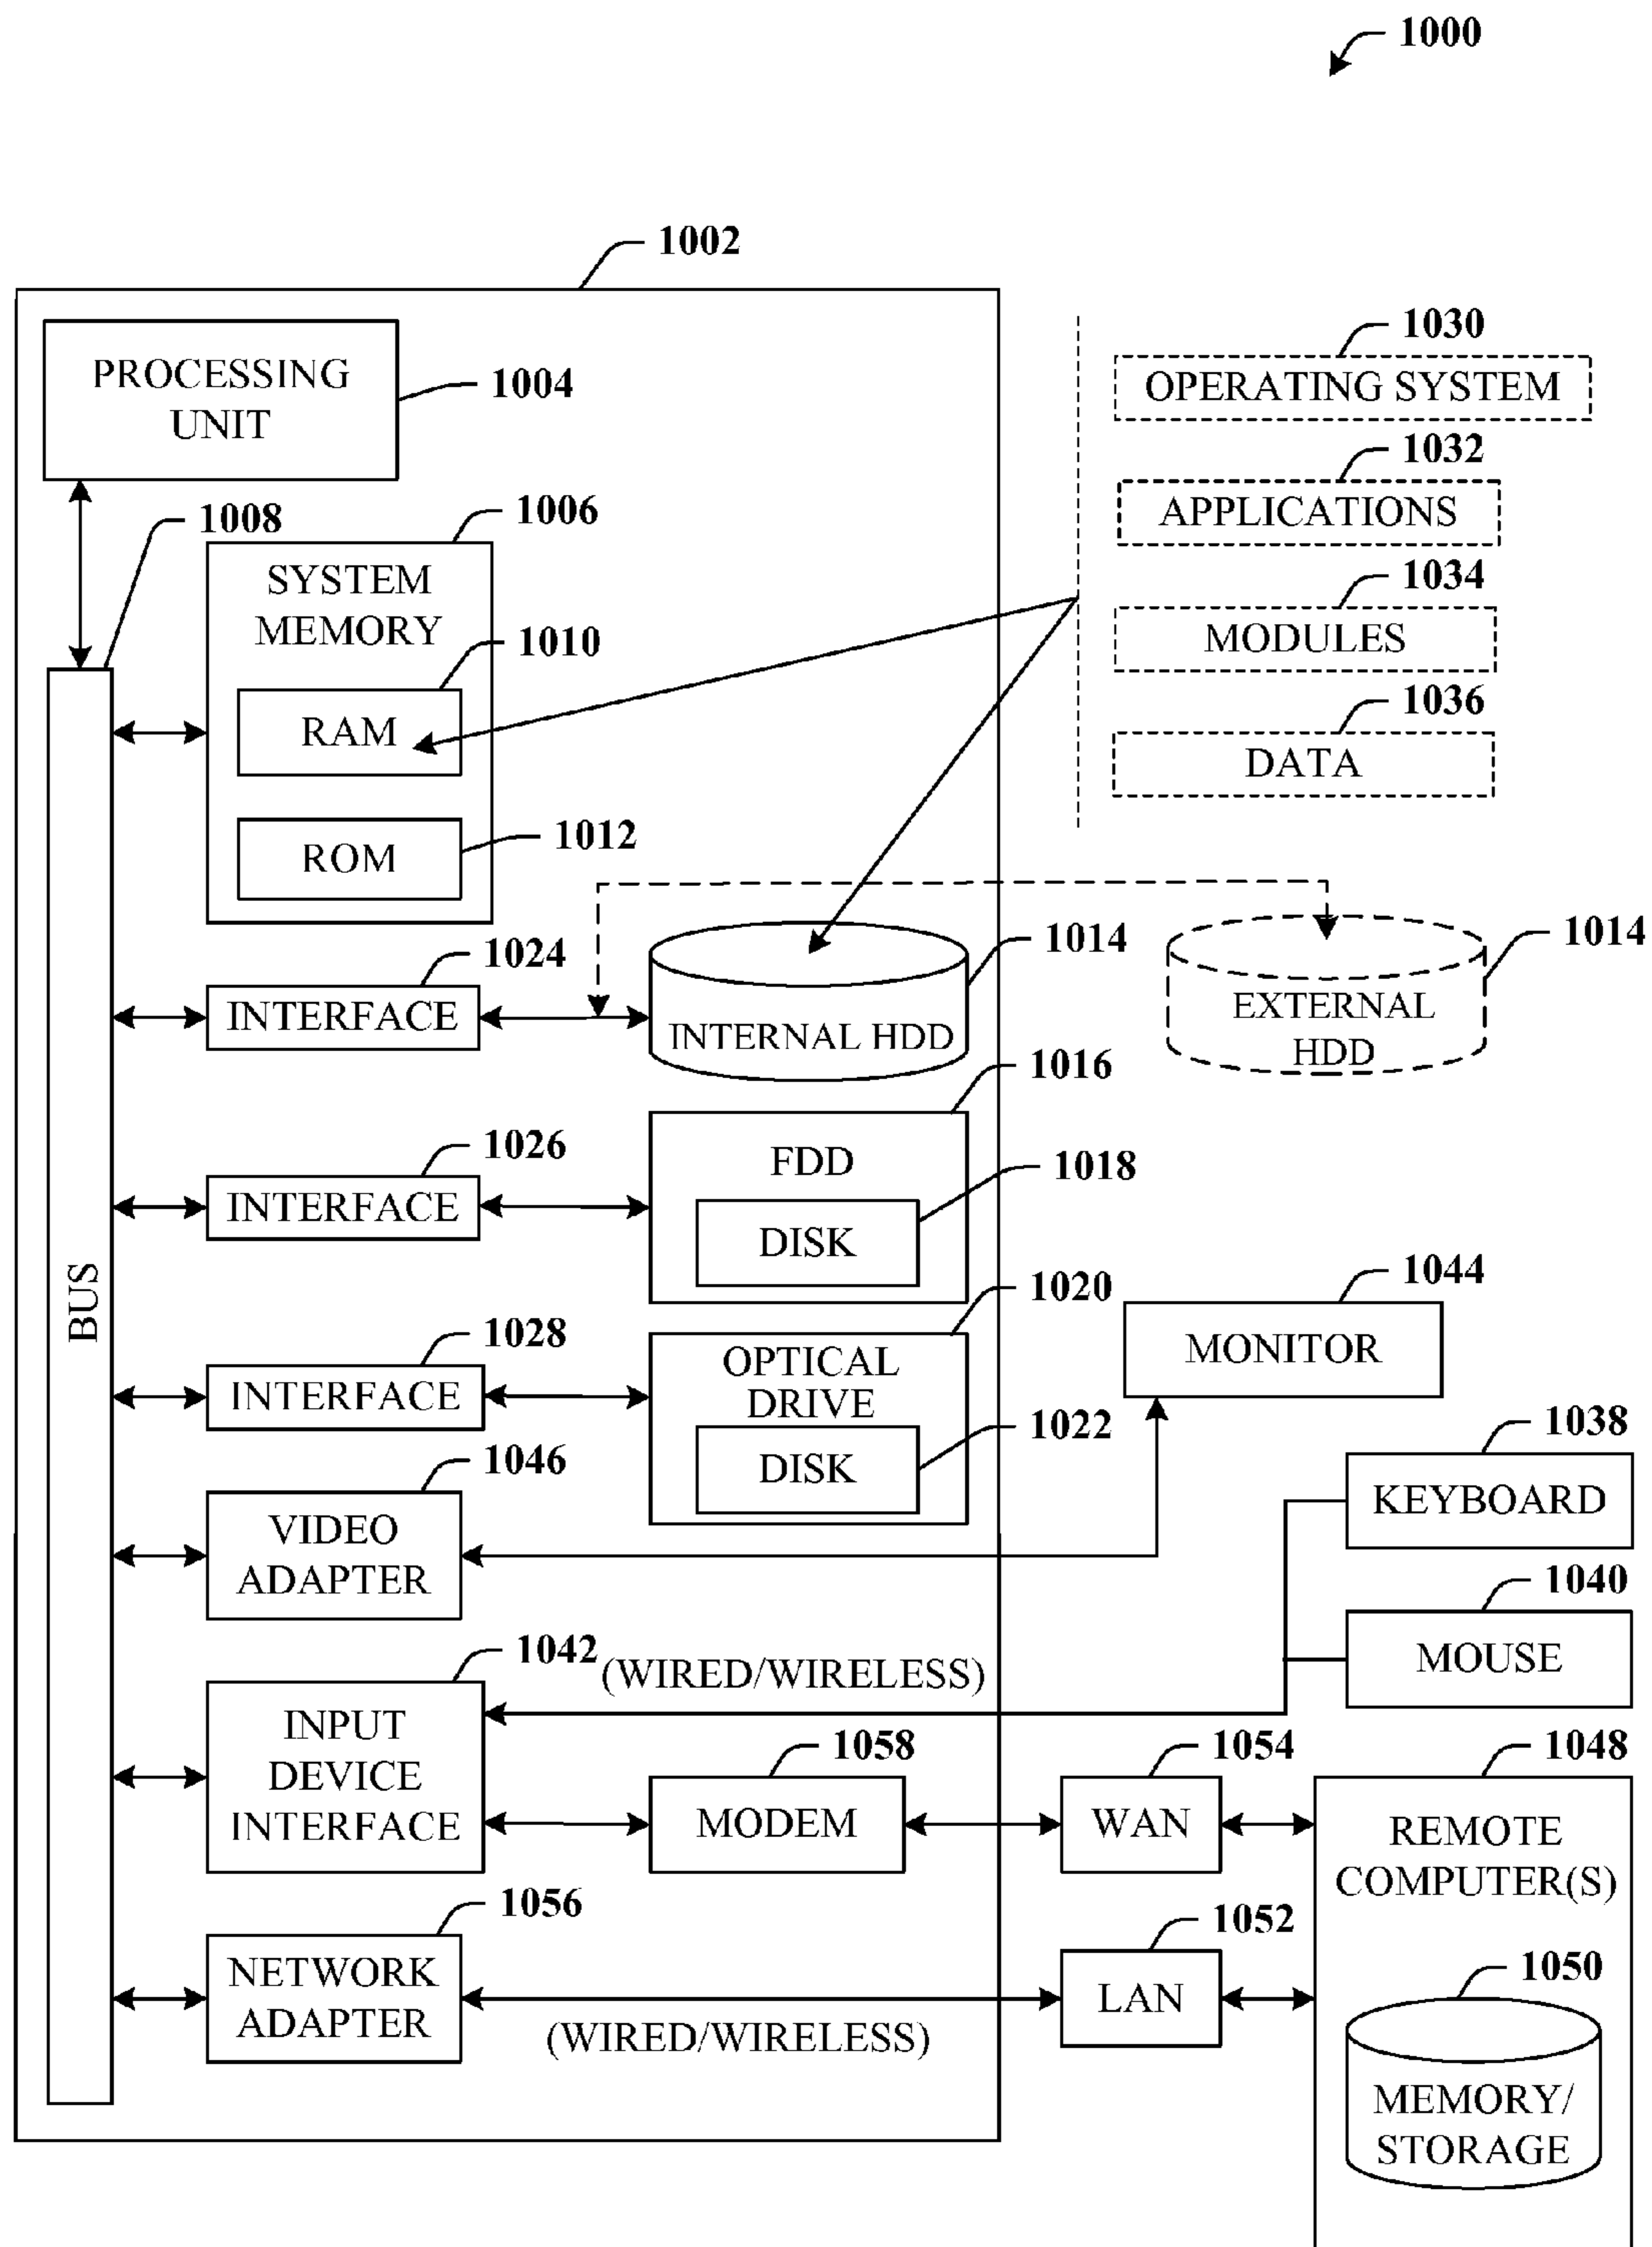 1000
1002
PROCESSING
UNIT
1004
1030
OPERATING SYSTEM
1032
APPLICATIONS
1034
MODULES
1036
DATA
1008
1006
SYSTEM
MEMORY
1010
RAM
1012
ROM
1024
INTERFACE
1014
INTERNAL HDD
1014
EXTERNAL
HDD
1026
INTERFACE
1016
FDD
1018
DISK
BUS
1028
INTERFACE
1020
OPTICAL
DRIVE
1022
DISK
1044
MONITOR
1046
VIDEO
ADAPTER
1038
KEYBOARD
1040
MOUSE
1042
(WIRED/WIRELESS)
INPUT
DEVICE
INTERFACE
1058
MODEM
1054
WAN
1048
REMOTE
COMPUTER(S)
1056
NETWORK
ADAPTER
(WIRED/WIRELESS)
1052
LAN
1050
MEMORY/
STORAGE